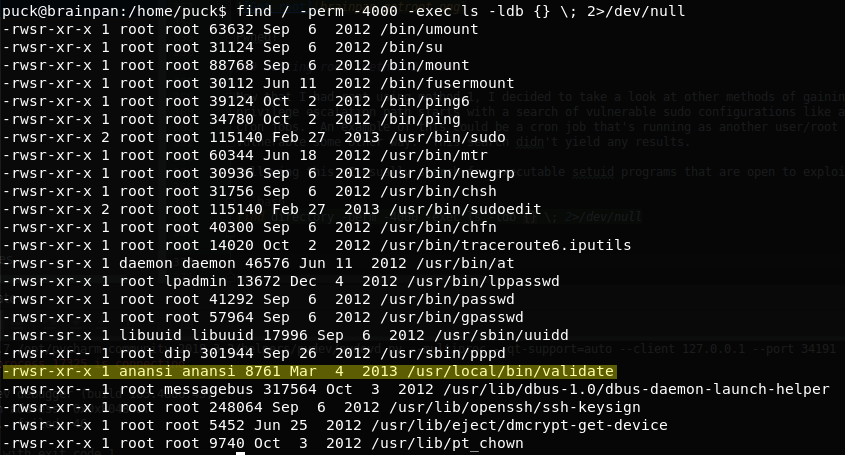 puck@brainpan:/home/puck$ find / -perm -4000 -exec ls -ldb {} \; 2>/dev/null
-rwsr-xr-x 1 root root 63632 Sep  6  2012 /bin/umount
-rwsr-xr-x 1 root root 31124 Sep  6  2012 /bin/su
-rwsr-xr-x 1 root root 88768 Sep  6  2012 /bin/mount
-rwsr-xr-x 1 root root 30112 Jun 11  2012 /bin/fusermount
-rwsr-xr-x 1 root root 39124 Oct  2  2012 /bin/ping6
-rwsr-xr-x 1 root root 34780 Oct  2  2012 /bin/ping
-rwsr-xr-x 2 root root 115140 Feb 27  2013 /usr/bin/sudo
-rwsr-xr-x 1 root root 60344 Jun 18  2012 /usr/bin/mtr
-rwsr-xr-x 1 root root 30936 Sep  6  2012 /usr/bin/newgrp
-rwsr-xr-x 1 root root 31756 Sep  6  2012 /usr/bin/chsh
-rwsr-xr-x 2 root root 115140 Feb 27  2013 /usr/bin/sudoedit
-rwsr-xr-x 1 root root 40300 Sep  6  2012 /usr/bin/chfn
-rwsr-xr-x 1 root root 14020 Oct  2  2012 /usr/bin/traceroute6.iputils
-rwsr-sr-x 1 daemon daemon 46576 Jun 11  2012 /usr/bin/at
-rwsr-xr-x 1 root lpadmin 13672 Dec  4  2012 /usr/bin/lppasswd
-rwsr-xr-x 1 root root 41292 Sep  6  2012 /usr/bin/passwd
-rwsr-xr-x 1 root root 57964 Sep  6  2012 /usr/bin/gpasswd
-rwsr-sr-x 1 libuuid libuuid 17996 Sep  6  2012 /usr/sbin/uuidd
-rwsr-xr-- 1 root dip 301944 Sep 26  2012 /usr/sbin/pppd
-rwsr-xr-x 1 anansi anansi 8761 Mar  4  2013 /usr/local/bin/validate
-rwsr-xr-- 1 root messagebus 317564 Oct  3  2012 /usr/lib/dbus-1.0/dbus-daemon-launch-helper
-rwsr-xr-x 1 root root 248064 Sep  6  2012 /usr/lib/openssh/ssh-keysign
-rwsr-xr-x 1 root root 5452 Jun 25  2012 /usr/lib/eject/dmcrypt-get-device
-rwsr-xr-x 1 root root 9740 Oct  3  2012 /usr/lib/pt_chown